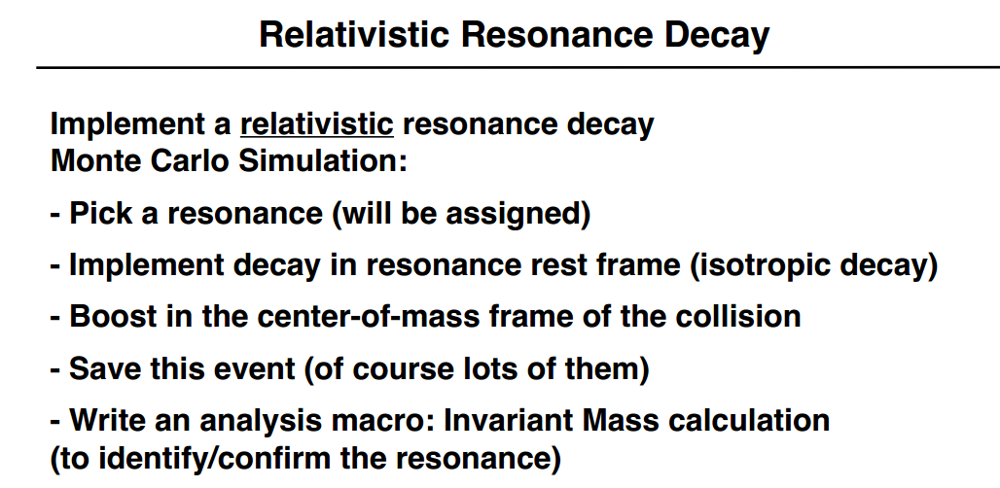 Relativistic Resonance Decay
Implement a relativistic resonance decay
Monte Carlo Simulation:
- Pick a resonance (will be assigned)
- Implement decay in resonance rest frame (isotropic decay)
- Boost in the center-of-mass frame of the collision
- Save this event (of course lots of them)
- Write an analysis macro: Invariant Mass calculation
(to identify/confirm the resonance)